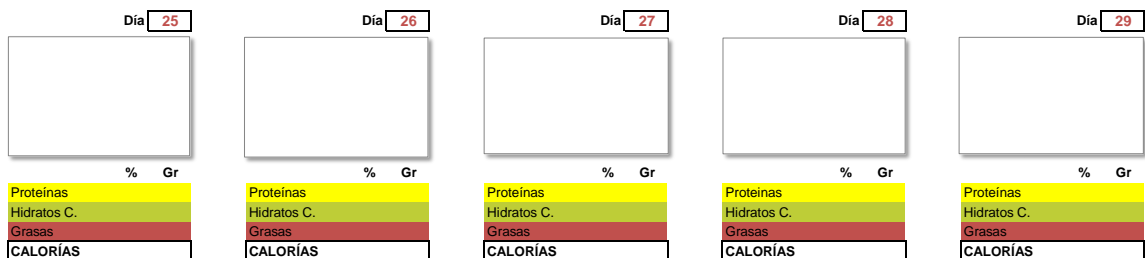 Día 25 Día 26 Día 27 Día 28 Día 29
% Gr % Gr % Gr % Gr % Gr
Proteínas Proteínas Proteínas Proteinas Proteínas
Hidratos C. Hidratos C. Hidratos C. Hidratos C. Hidratos C.
Grasas Grasas Grasas Grasas Grasas
CALORÍAS CALORÍAS CALORÍAS CALORÍAS CALORÍAS